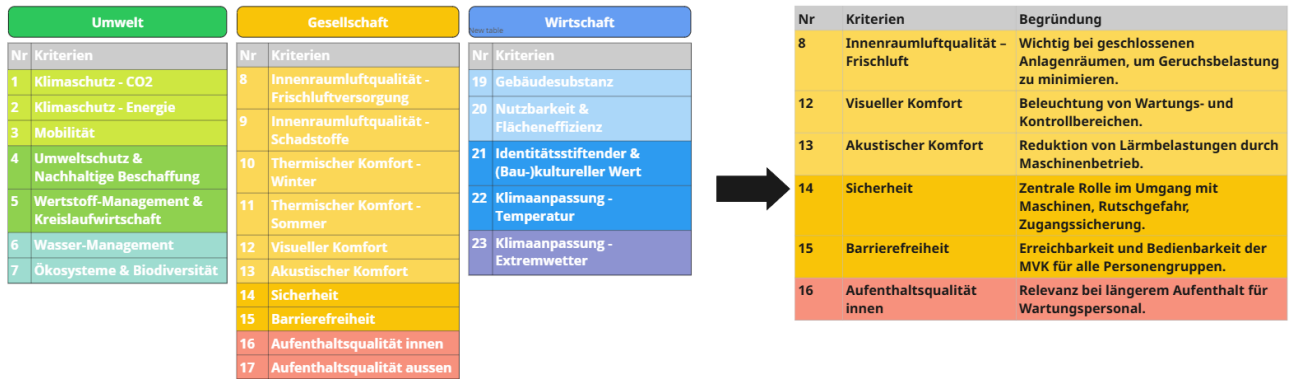 Umwelt
Nr Kriterien
1 Klimaschutz - CO2
2 Klimaschutz - Energie
3 Mobilität
4 Umweltschutz &
Nachhaltige Beschaffung
5 Wertstoff-Management &
Kreislaufwirtschaft
6 Wasser-Management
7 Ökosysteme & Biodiversität
Gesellschaft
Nr Kriterien
8 Innenraumluftqualität -
Frischluftversorgung
9 Innenraumluftqualität -
Schadstoffe
10 Thermischer Komfort -
Winter
11 Thermischer Komfort -
Sommer
12 Visueller Komfort
13 Akustischer Komfort
14 Sicherheit
15 Barrierefreiheit
16 Aufenthaltsqualität innen
17 Aufenthaltsqualität aussen
Wirtschaft
New table
Nr Kriterien
19 Gebäudesubstanz
20 Nutzbarkeit &
Flächeneffizienz
21 Identitätsstiftender &
(Bau-)kultureller Wert
22 Klimaanpassung -
Temperatur
23 Klimaanpassung -
Extremwetter
Nr Kriterien Begründung
8 Innenraumluftqualität – Wichtig bei geschlossenen
Frischluft Anlagenräumen, um Geruchsbelastung
zu minimieren.
12 Visueller Komfort Beleuchtung von Wartungs- und
Kontrollbereichen.
13 Akustischer Komfort Reduktion von Lärmbelastungen durch
Maschinenbetrieb.
14 Sicherheit Zentrale Rolle im Umgang mit
Maschinen, Rutschgefahr,
Zugangssicherung.
15 Barrierefreiheit Erreichbarkeit und Bedienbarkeit der
MVK für alle Personengruppen.
16 Aufenthaltsqualität Relevanz bei längerem Aufenthalt für
innen Wartungspersonal.